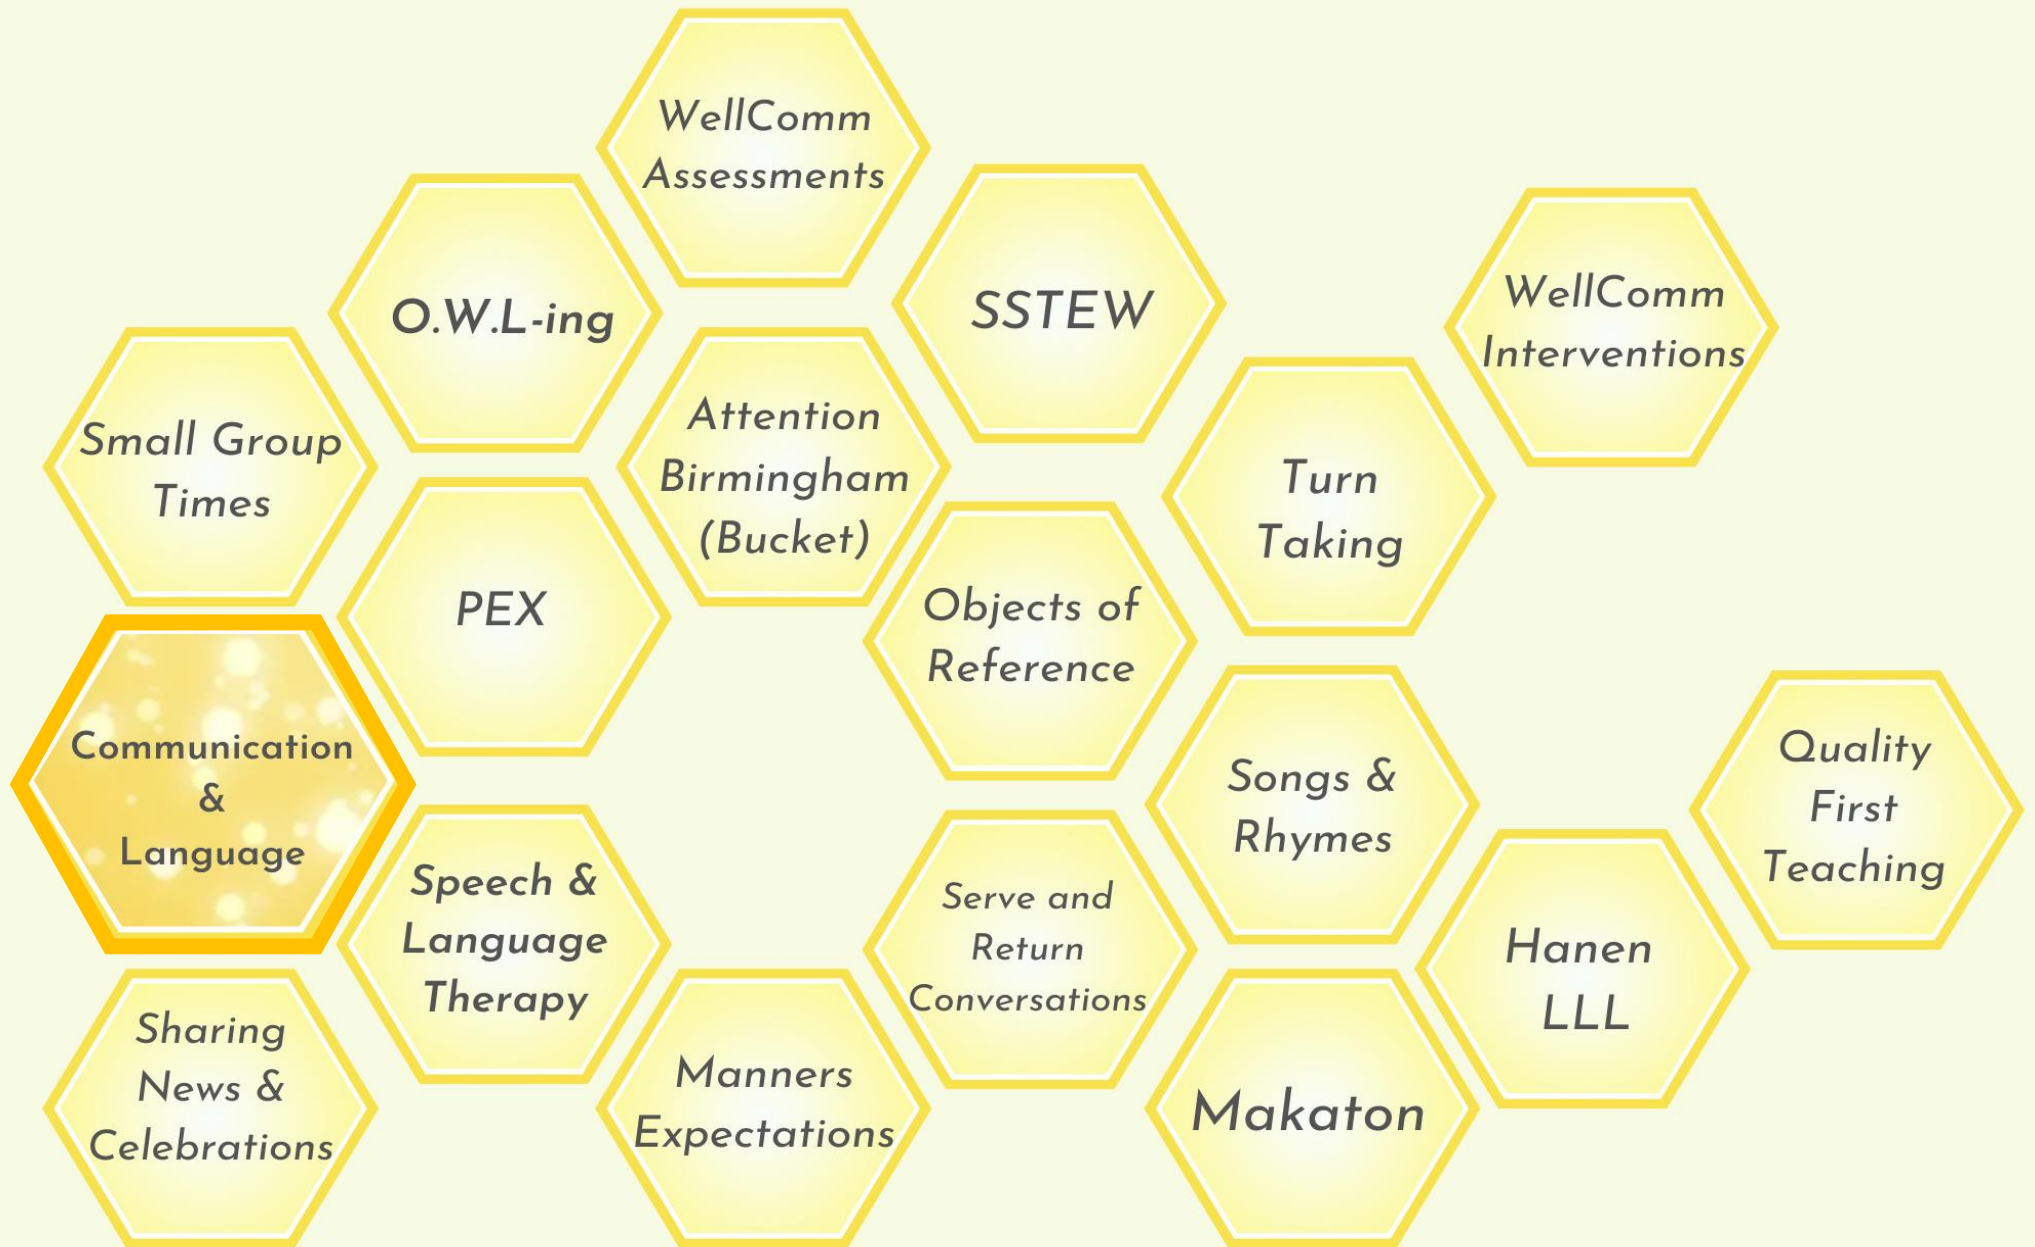 WellComm
Assessments
O.W.L-ing
SSTEW
WellComm
Interventions
Small Group
Times
Attention
Birmingham
(Bucket)
Turn
Taking
PEX
Objects of
Reference
Communication
&
Language
Songs &
Rhymes
Quality
First
Teaching
Speech &
Language
Therapy
Serve and
Return
Conversations
Hanen
LLL
Sharing
News &
Celebrations
Manners
Expectations
Makaton